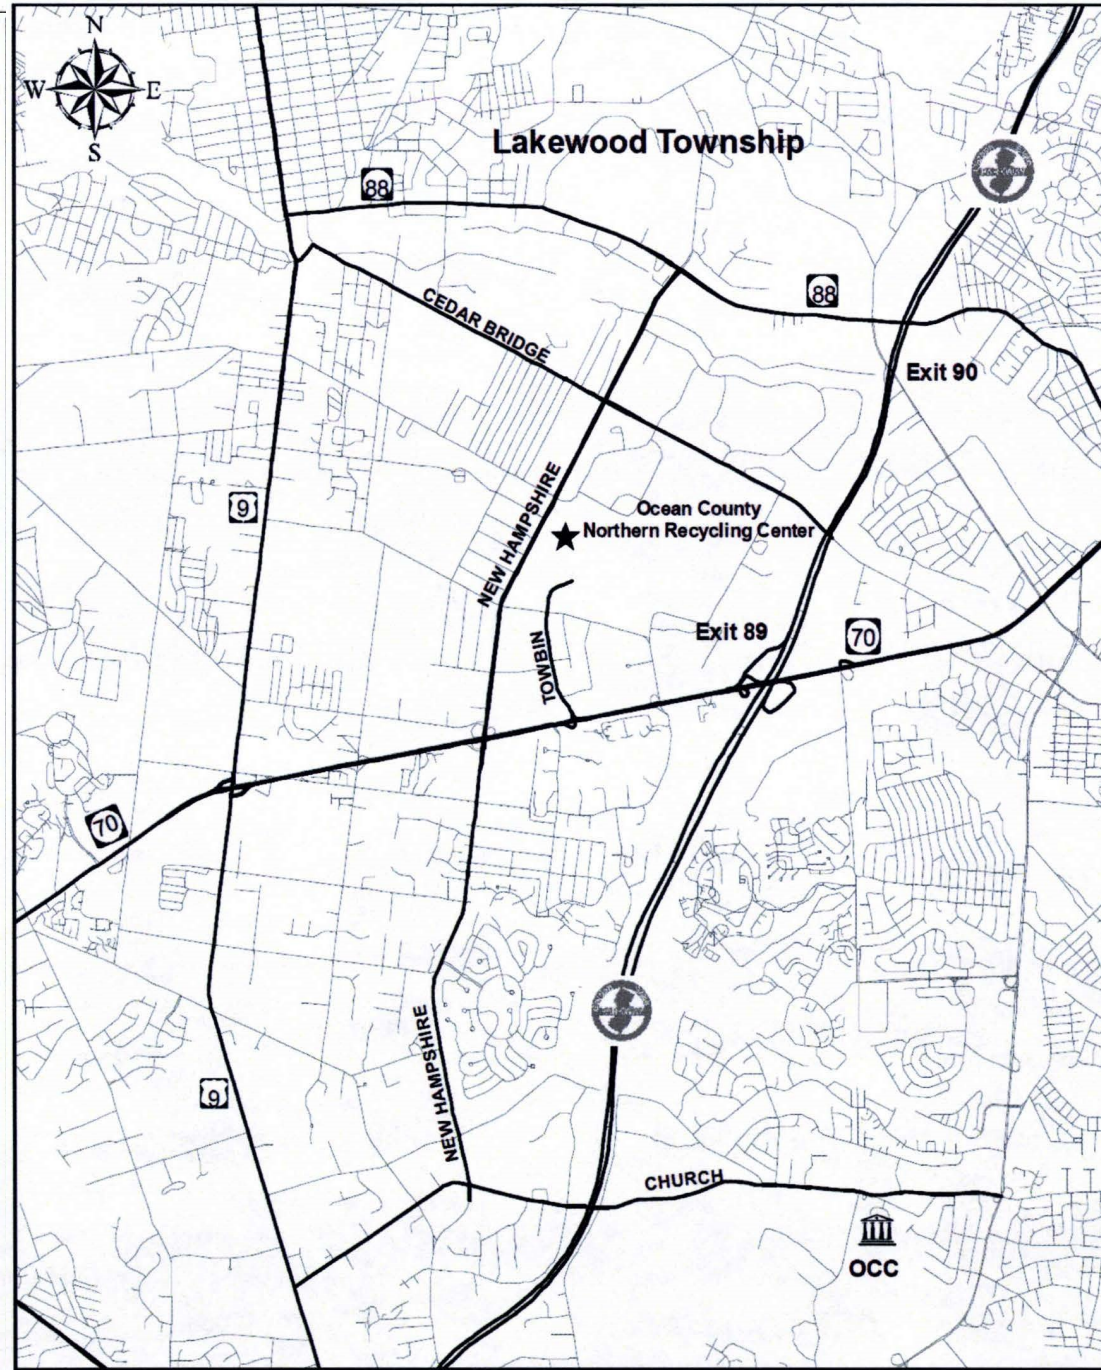 N
W E
S
Lakewood Township
88
88
CEDAR BRIDGE
Exit 90
9
NEW HAMPSHIRE
Ocean County
Northern Recycling Center
Exit 89
70
TOWBIN
70
NEW HAMPSHIRE
9
CHURCH
OCC